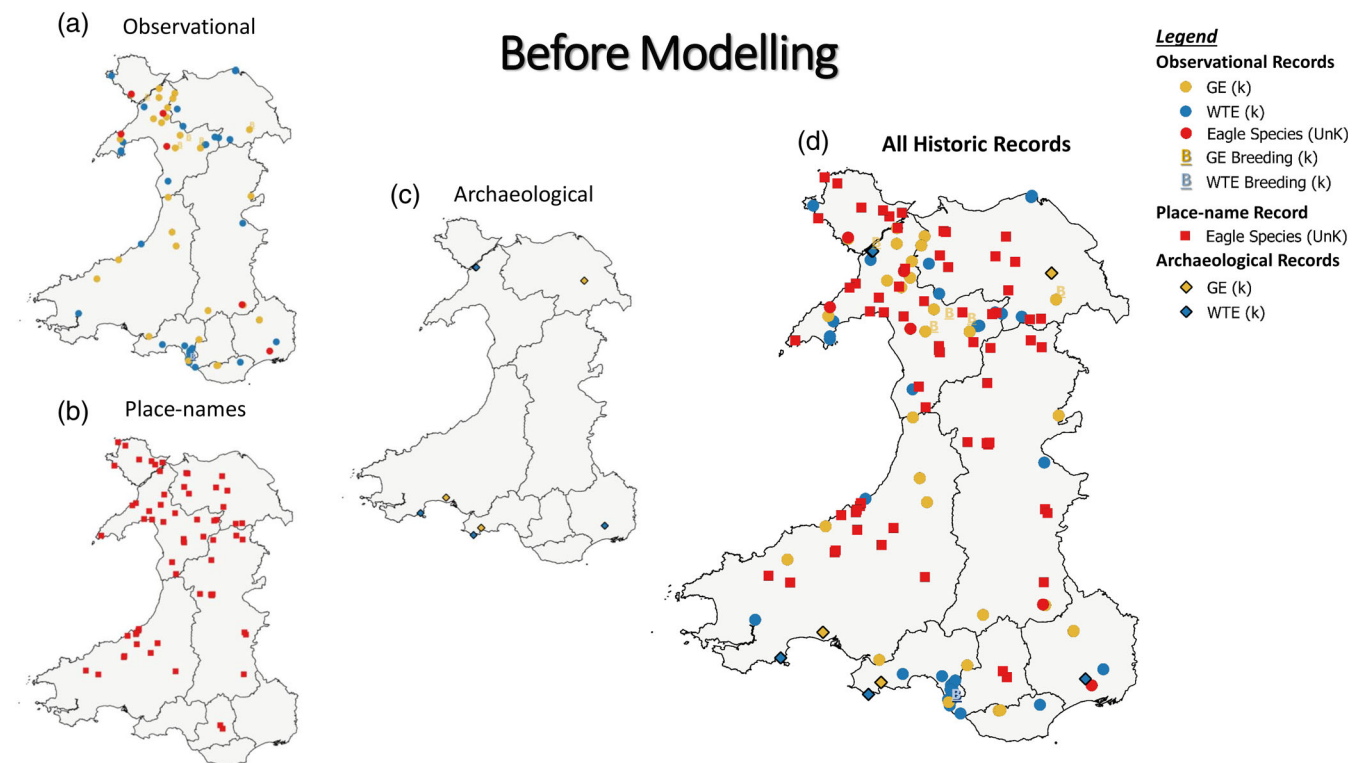 Before Modelling
(a) Observational
(b) Place-names
(c) Archaeological
(d) All Historic Records
B
B
B
B
B
B
B
B
B
B
B
Legend
Observational Records
GE (k)
WTE (k)
Eagle Species (UnK)
B GE Breeding (k)
B WTE Breeding (k)
Place-name Record
Eagle Species (UnK)
Archaeological Records
GE (k)
WTE (k)